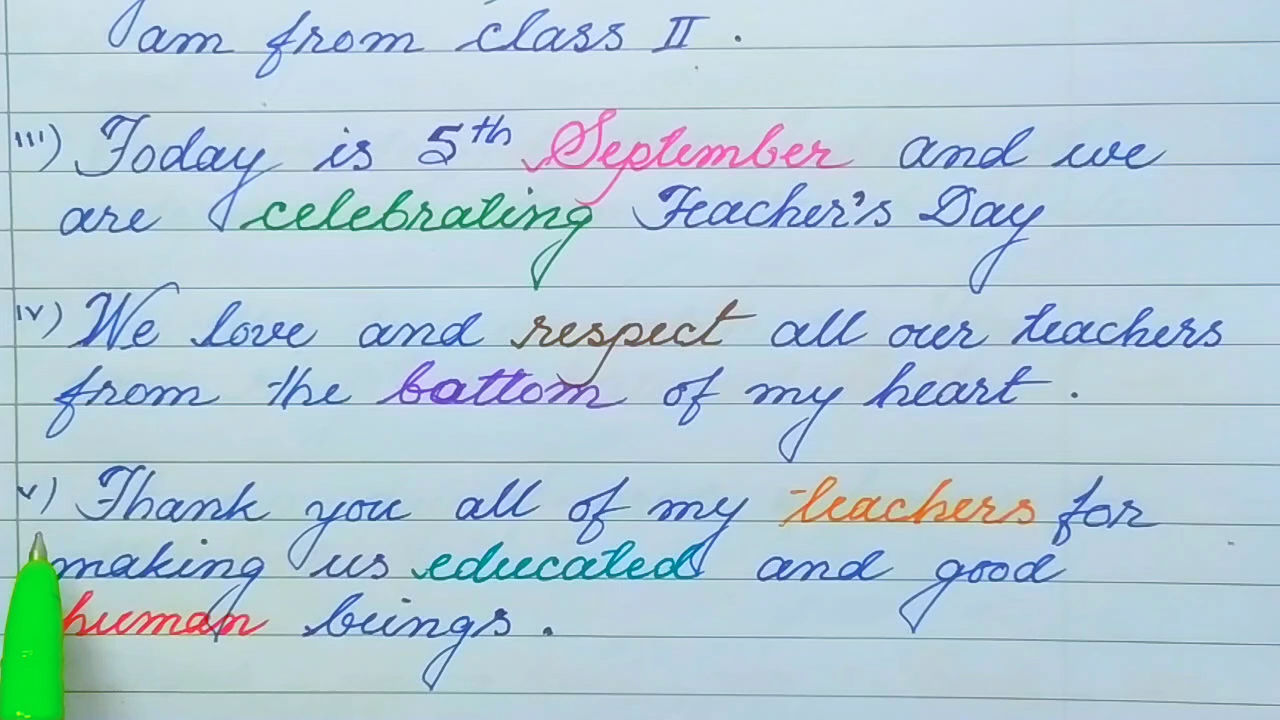 I am from class II .
iii) Today is 5th September and we
are celebrating Teacher's Day
iv) We love and respect all our teachers
from the battom of my heart .
v) Thank you all of my teachers for
making us educated and good
human beings .